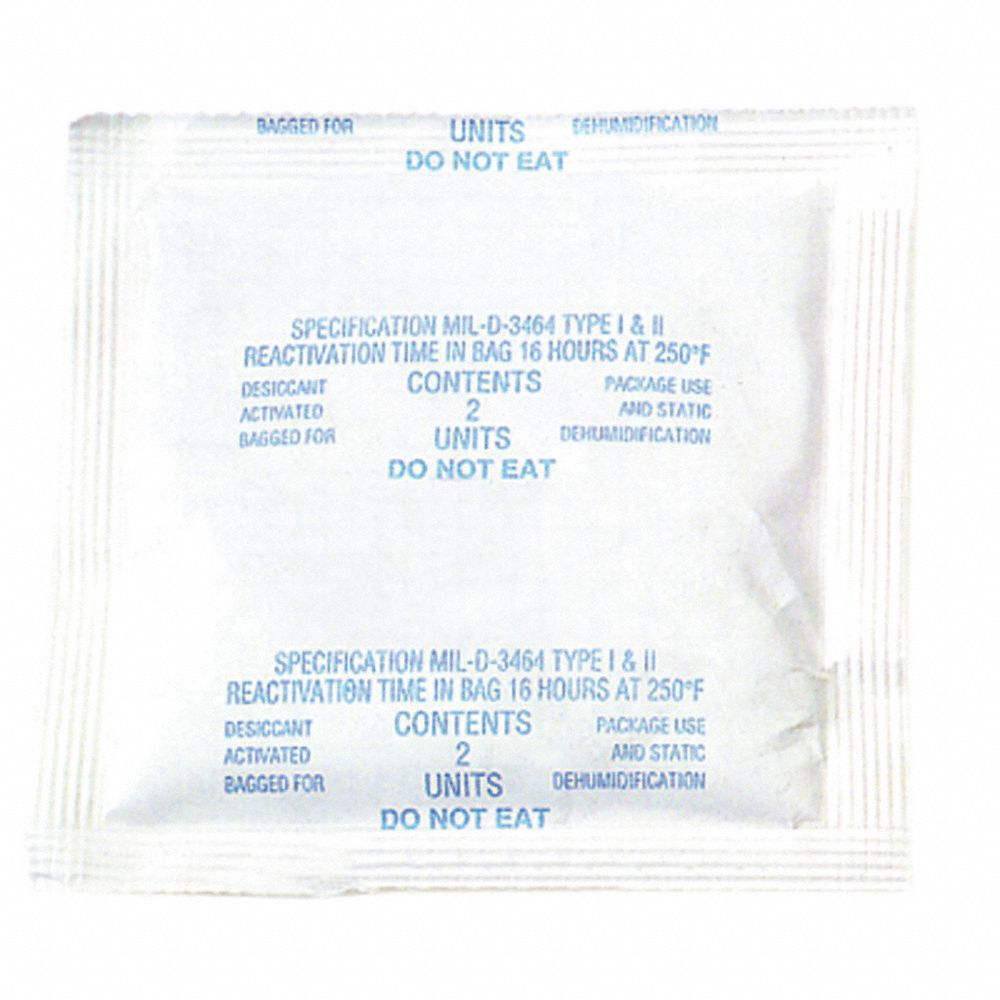 BAGGED FOR UNITS DEHUMIDIFICATION
DO NOT EAT
SPECIFICATION MIL-D-3464 TYPE I & II
REACTIVATION TIME IN BAG 16 HOURS AT 250°F
DESICCANT CONTENTS PACKAGE USE
ACTIVATED 2 AND STATIC
BAGGED FOR UNITS DEHUMIDIFICATION
DO NOT EAT
SPECIFICATION MIL-D-3464 TYPE I & II
REACTIVATION TIME IN BAG 16 HOURS AT 250°F
DESICCANT CONTENTS PACKAGE USE
ACTIVATED 2 AND STATIC
BAGGED FOR UNITS DEHUMIDIFICATION
DO NOT EAT